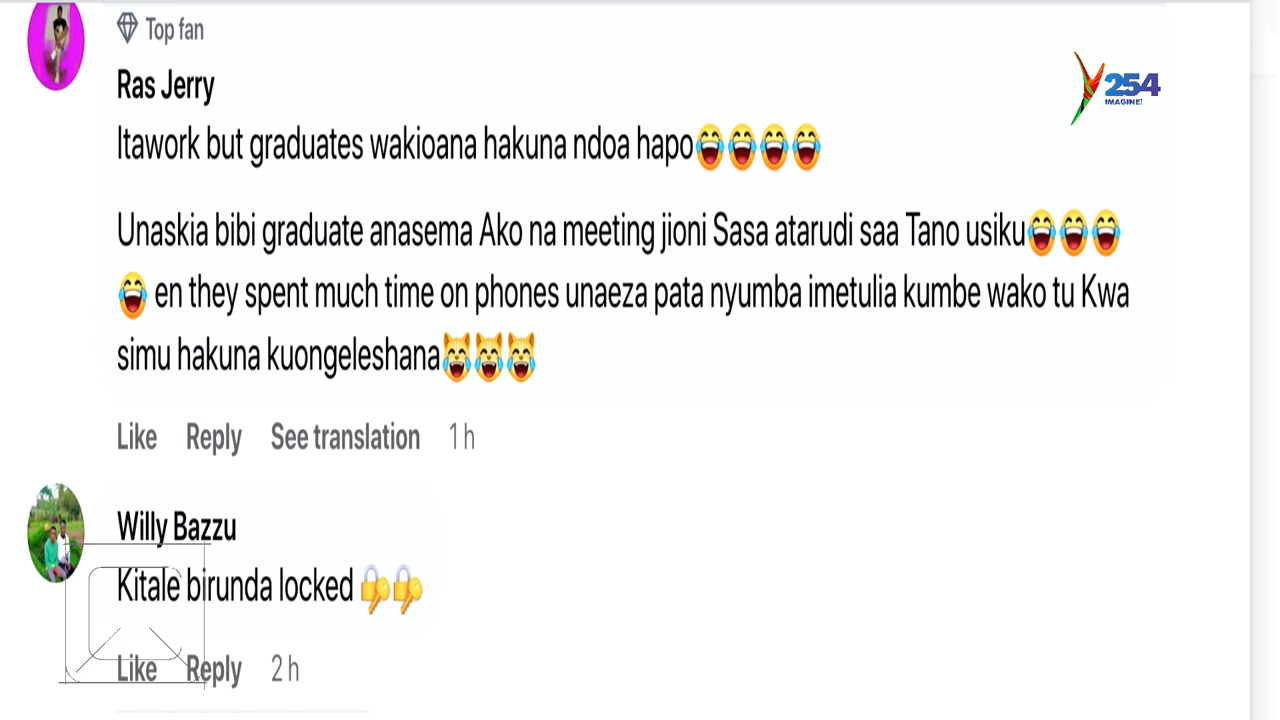 Top fan
254
IMAGINE!
Ras Jerry
Itawork but graduates wakioana hakuna ndoa hapo😂😂😂😂
Unaskia bibi graduate anasema Ako na meeting jioni Sasa atarudi saa Tano usiku😂😂😂
😂 en they spent much time on phones unaeza pata nyumba imetulia kumbe wako tu Kwa
simu hakuna kuongeleshana😹😹😹
Like Reply See translation 1 h
Willy Bazzu
Kitale birunda locked 🔐🔐
Like Reply 2 h